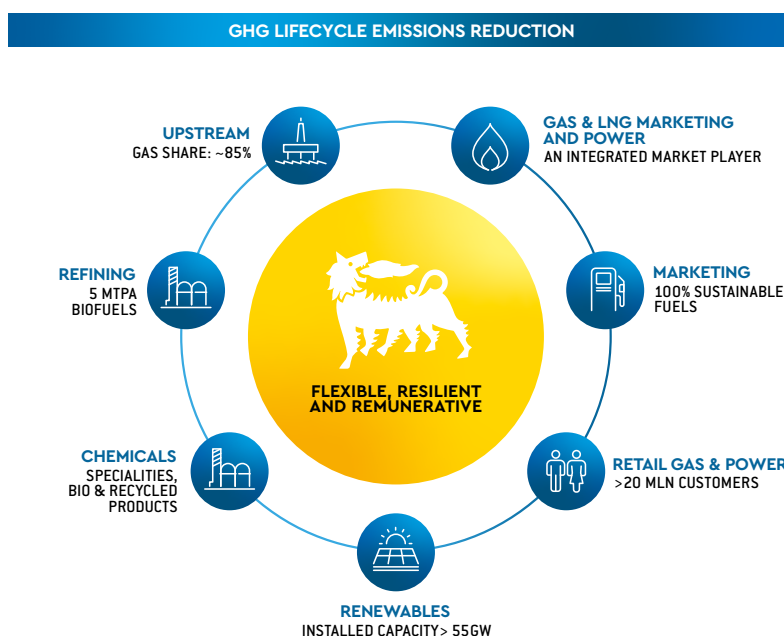 GHG LIFECYCLE EMISSIONS REDUCTION
UPSTREAM
GAS SHARE: ~85%
GAS & LNG MARKETING
AND POWER
AN INTEGRATED MARKET PLAYER
REFINING
5 MTPA
BIOFUELS
MARKETING
100% SUSTAINABLE
FUELS
FLEXIBLE, RESILIENT
AND REMUNERATIVE
CHEMICALS
SPECIALITIES,
BIO & RECYCLED
PRODUCTS
RETAIL GAS & POWER
>20 MLN CUSTOMERS
RENEWABLES
INSTALLED CAPACITY> 55GW